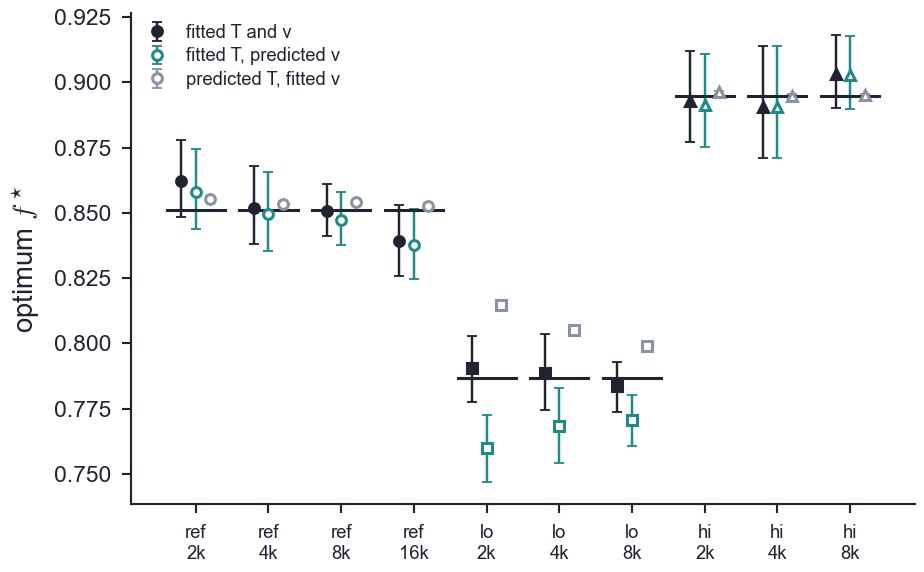 fitted T and v
fitted T, predicted v
predicted T, fitted v
optimum f★
0.925
0.900
0.875
0.850
0.825
0.800
0.775
0.750
ref ref ref ref lo lo lo hi hi hi
2k 4k 8k 16k 2k 4k 8k 2k 4k 8k